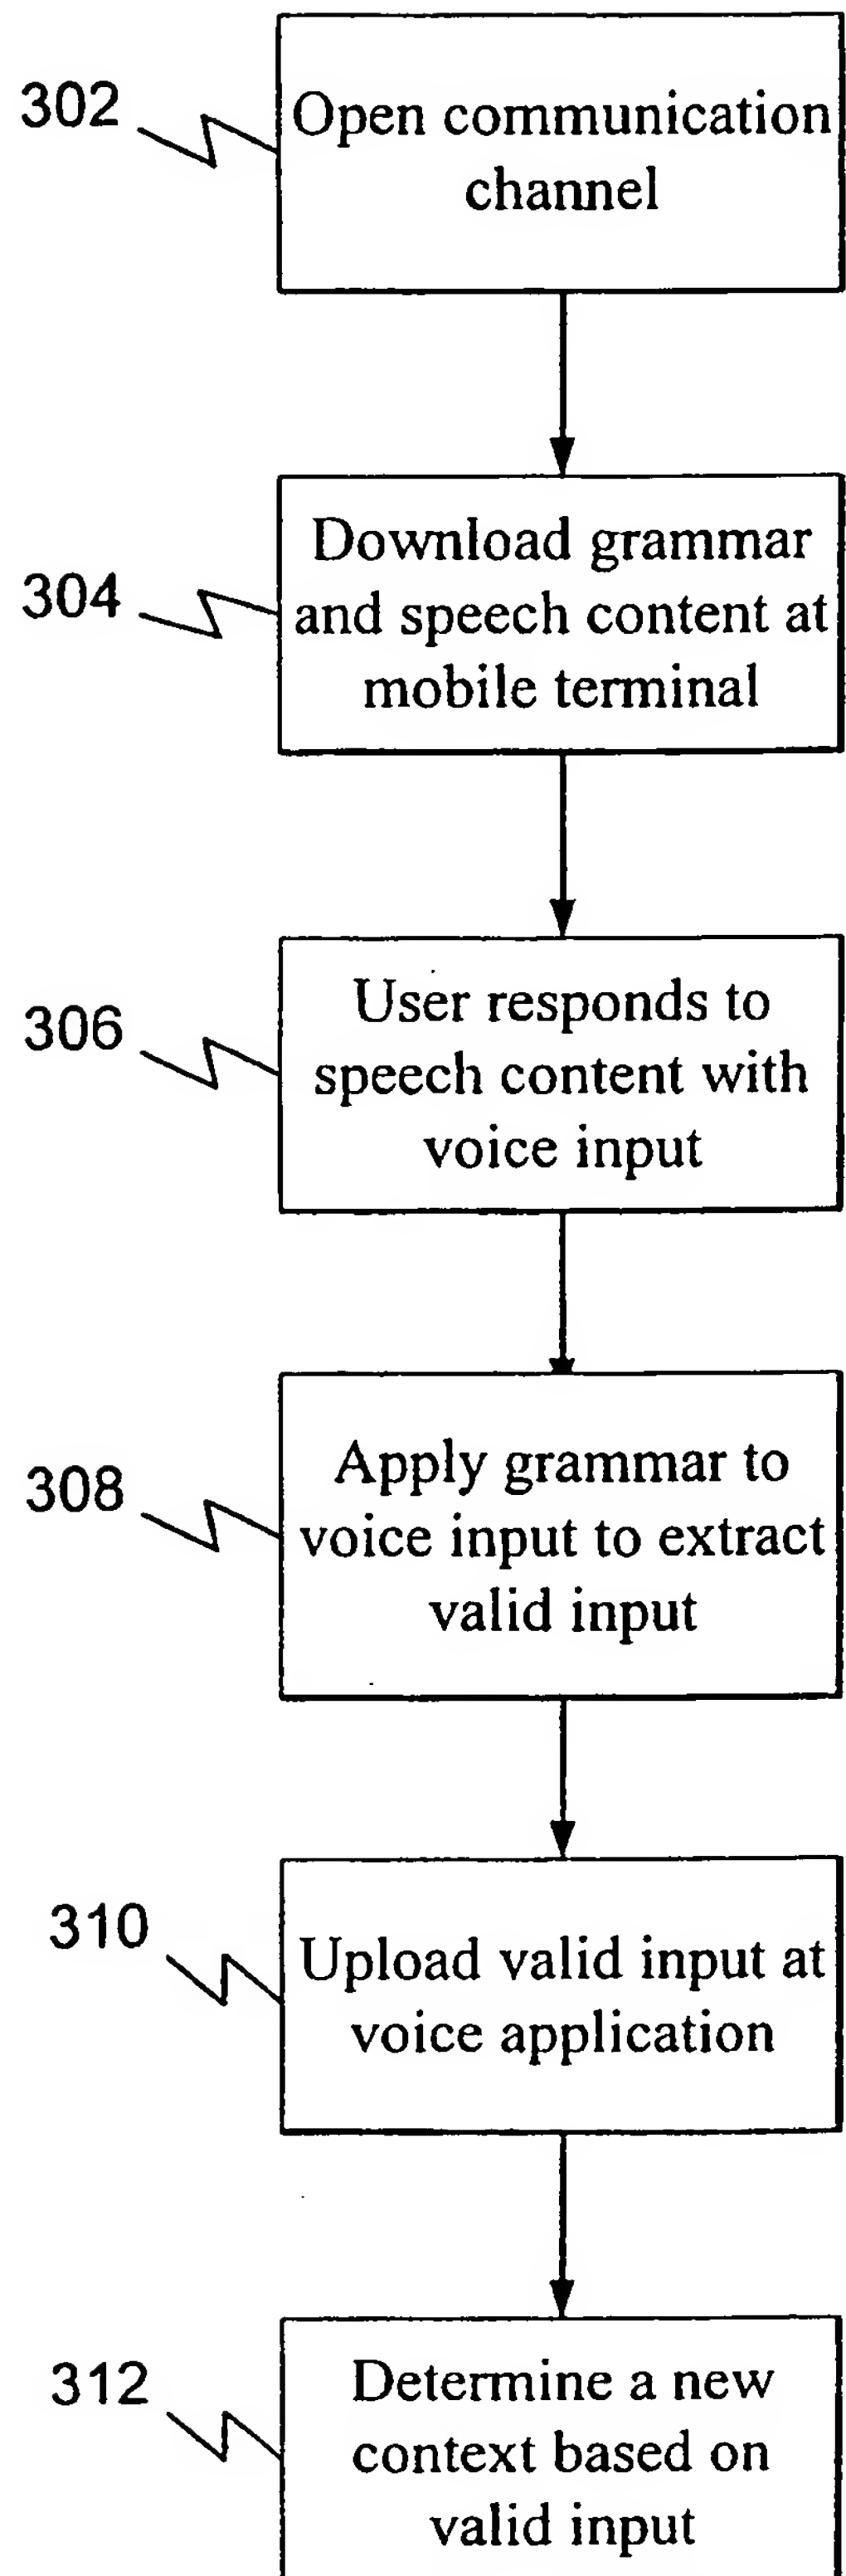 302
Open communication
channel
304
Download grammar
and speech content at
mobile terminal
306
User responds to
speech content with
voice input
308
Apply grammar to
voice input to extract
valid input
310
Upload valid input at
voice application
312
Determine a new
context based on
valid input